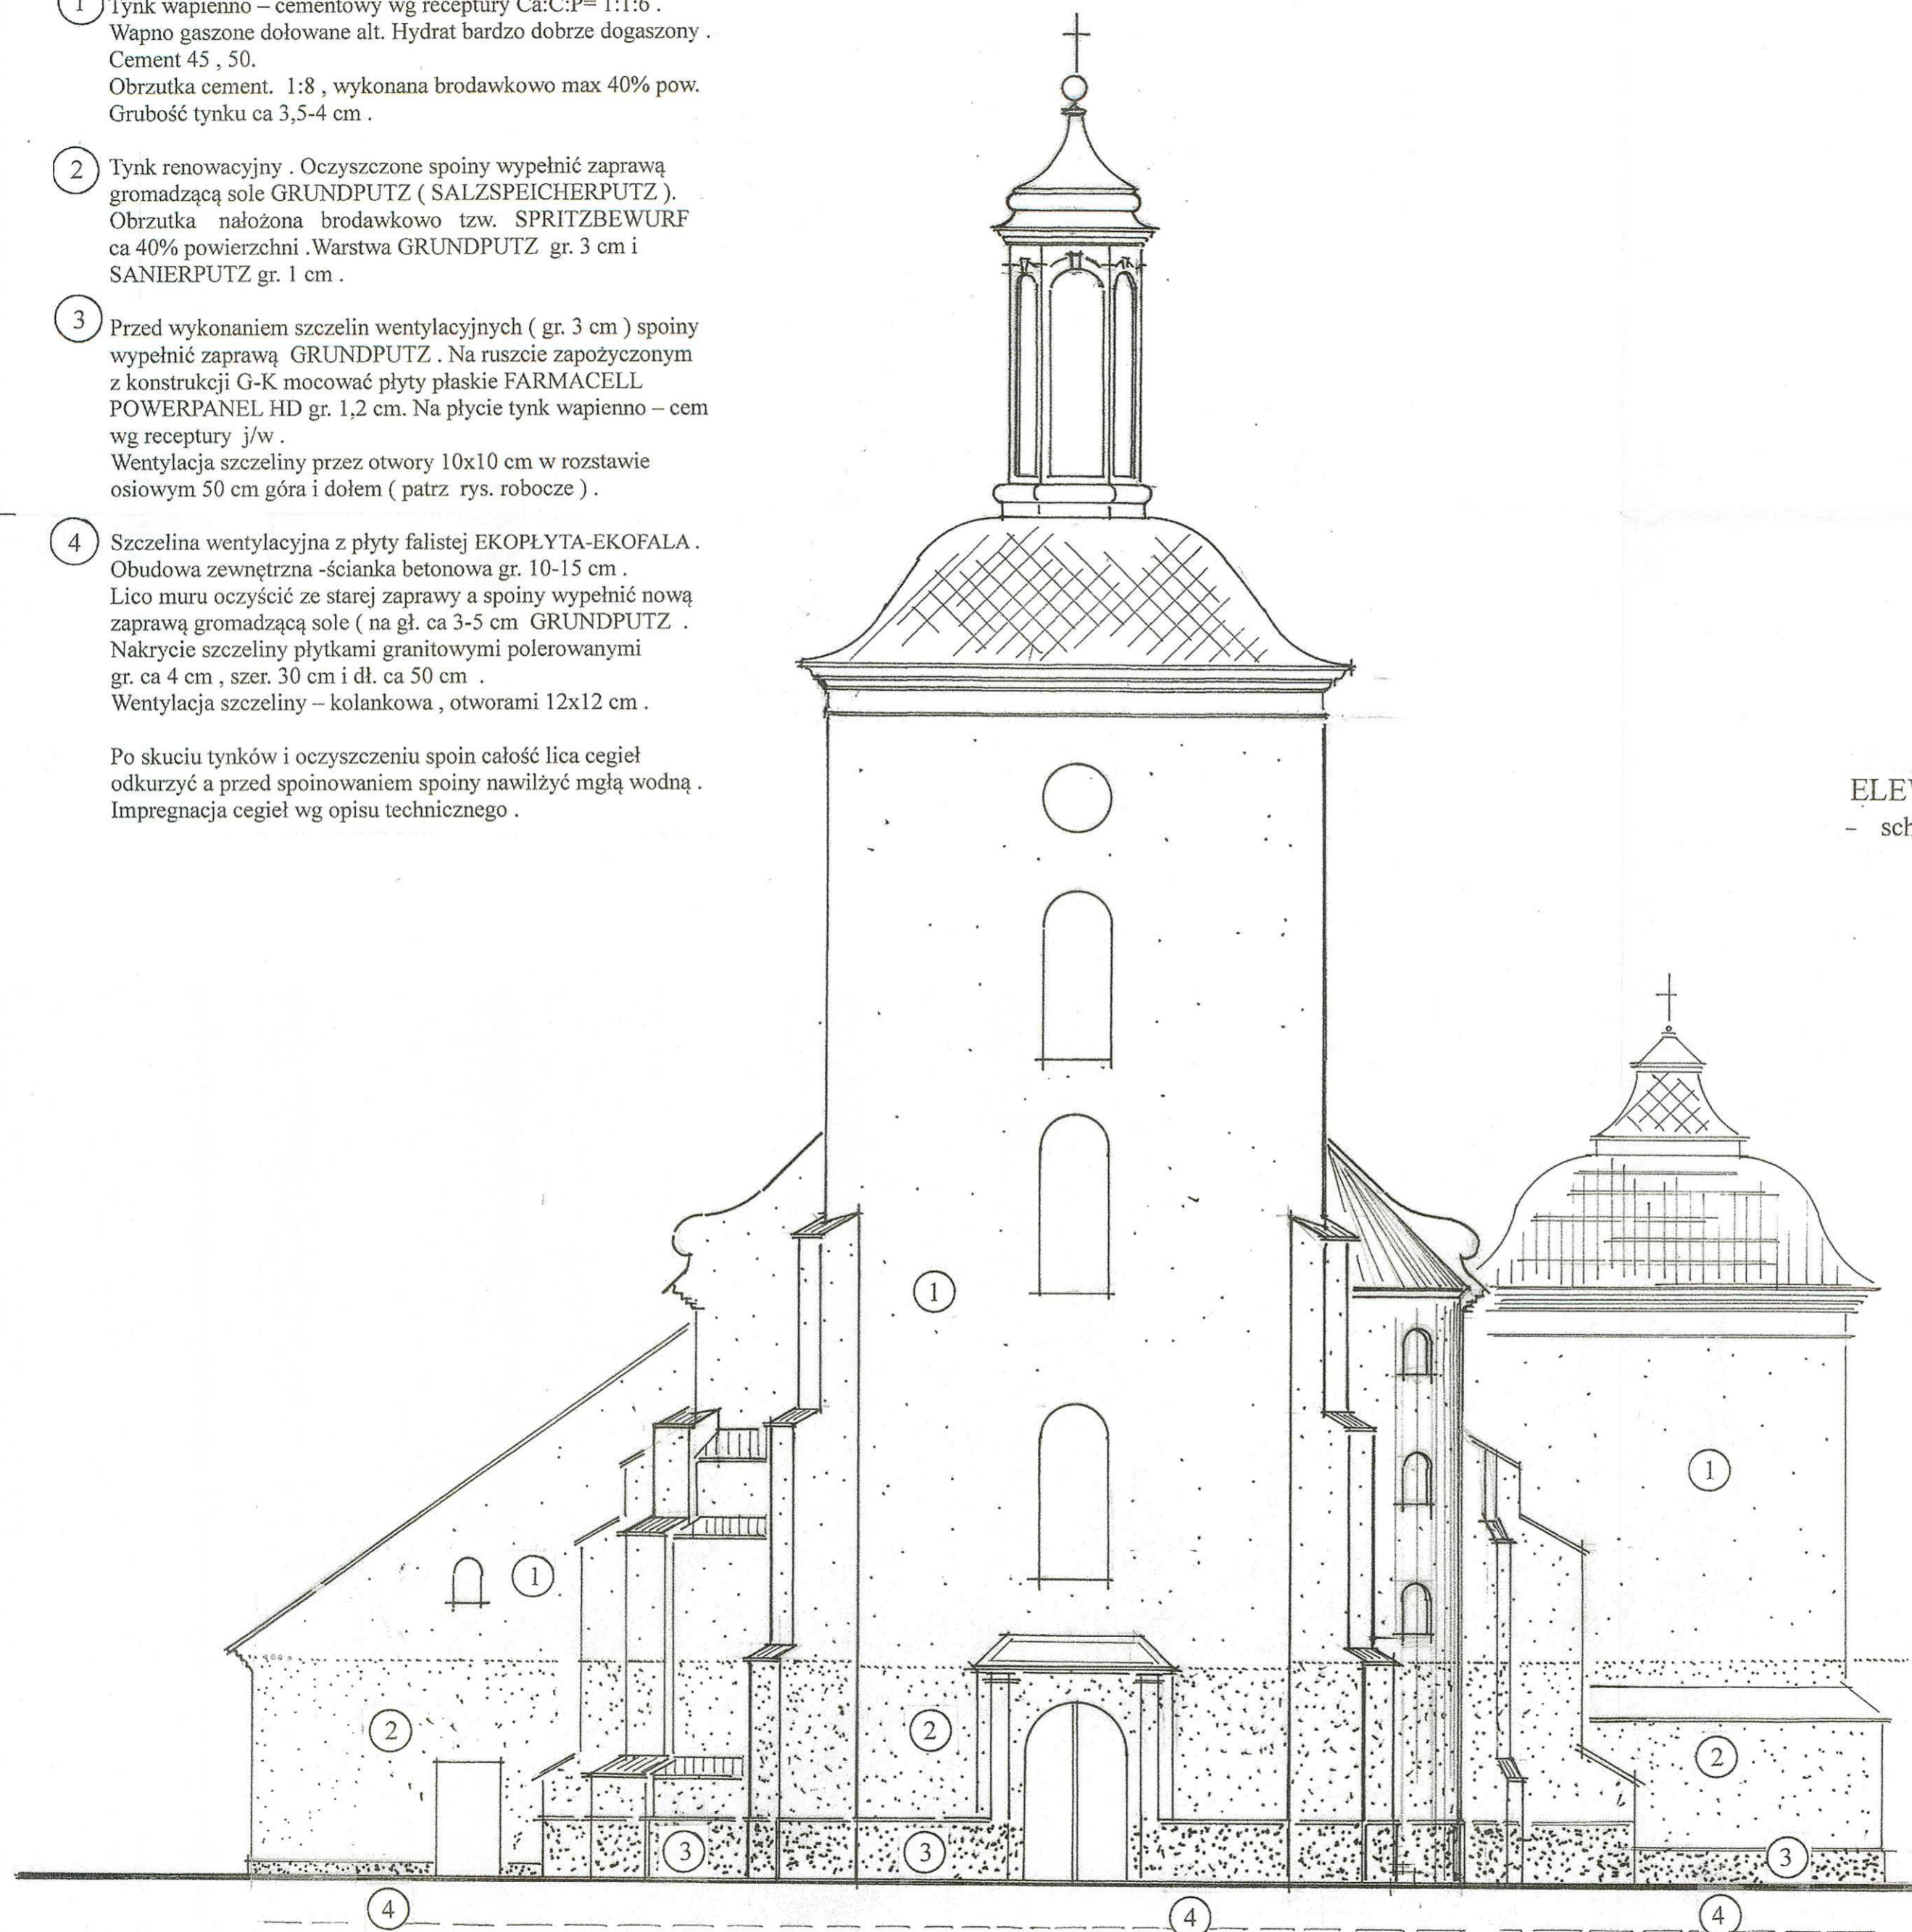 1 Tynk wapienno – cementowy wg receptury Ca:C:P= 1:1:6 .
Wapno gaszone dołowane alt. Hydrat bardzo dobrze dogaszony .
Cement 45 , 50.
Obrzutka cement. 1:8 , wykonana brodawkowo max 40% pow.
Grubość tynku ca 3,5-4 cm .
2 Tynk renowacyjny . Oczyszczone spoiny wypełnić zaprawą
gromadzącą sole GRUNDPUTZ ( SALZSPEICHERPUTZ ).
Obrzutka nałożona brodawkowo tzw. SPRITZBEWURF
ca 40% powierzchni .Warstwa GRUNDPUTZ gr. 3 cm i
SANIERPUTZ gr. 1 cm .
3 Przed wykonaniem szczelin wentylacyjnych ( gr. 3 cm ) spoiny
wypełnić zaprawą GRUNDPUTZ . Na ruszcie zapożyczonym
z konstrukcji G-K mocować płyty płaskie FARMACELL
POWERPANEL HD gr. 1,2 cm. Na płycie tynk wapienno – cem
wg receptury j/w .
Wentylacja szczeliny przez otwory 10x10 cm w rozstawie
osiowym 50 cm góra i dołem ( patrz rys. robocze ) .
4 Szczelina wentylacyjna z płyty falistej EKOPŁYTA-EKOFALA .
Obudowa zewnętrzna -ścianka betonowa gr. 10-15 cm .
Lico muru oczyścić ze starej zaprawy a spoiny wypełnić nową
zaprawą gromadzącą sole ( na gł. ca 3-5 cm GRUNDPUTZ .
Nakrycie szczeliny płytkami granitowymi polerowanymi
gr. ca 4 cm , szer. 30 cm i dł. ca 50 cm .
Wentylacja szczeliny – kolankowa , otworami 12x12 cm .
Po skuciu tynków i oczyszczeniu spoin całość lica cegieł
odkurzyć a przed spoinowaniem spoiny nawilżyć mgłą wodną .
Impregnacja cegieł wg opisu technicznego .
ELE
- sch
1
1
1
2
2
2
3
3
3
4
4
4